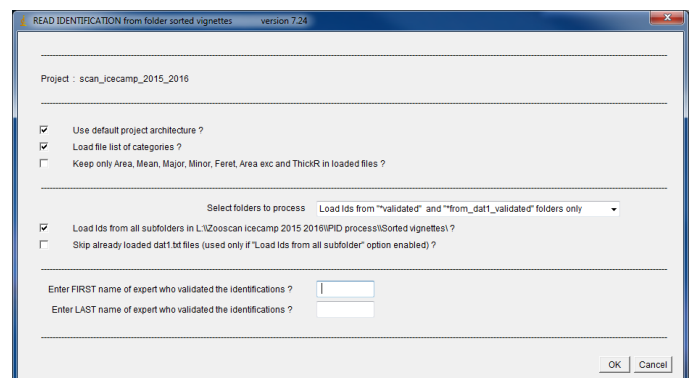 READ IDENTIFICATION from folder sorted vignettes version 7.24
Project : scan_icecamp_2015_2016
Use default project architecture ?
Load file list of categories ?
Keep only Area, Mean, Major, Minor, Feret, Area exc and ThickR in loaded files ?
Select folders to process Load Ids from "*validated" and "*from_dat1_validated" folders only
Load Ids from all subfolders in L:\\Zooscan icecamp 2015 2016\\PID process\\Sorted vignettes\ ?
Skip already loaded dat1.txt files (used only if "Load Ids from all subfolder" option enabled) ?
Enter FIRST name of expert who validated the identifications ?
Enter LAST name of expert who validated the identifications ?
OK Cancel